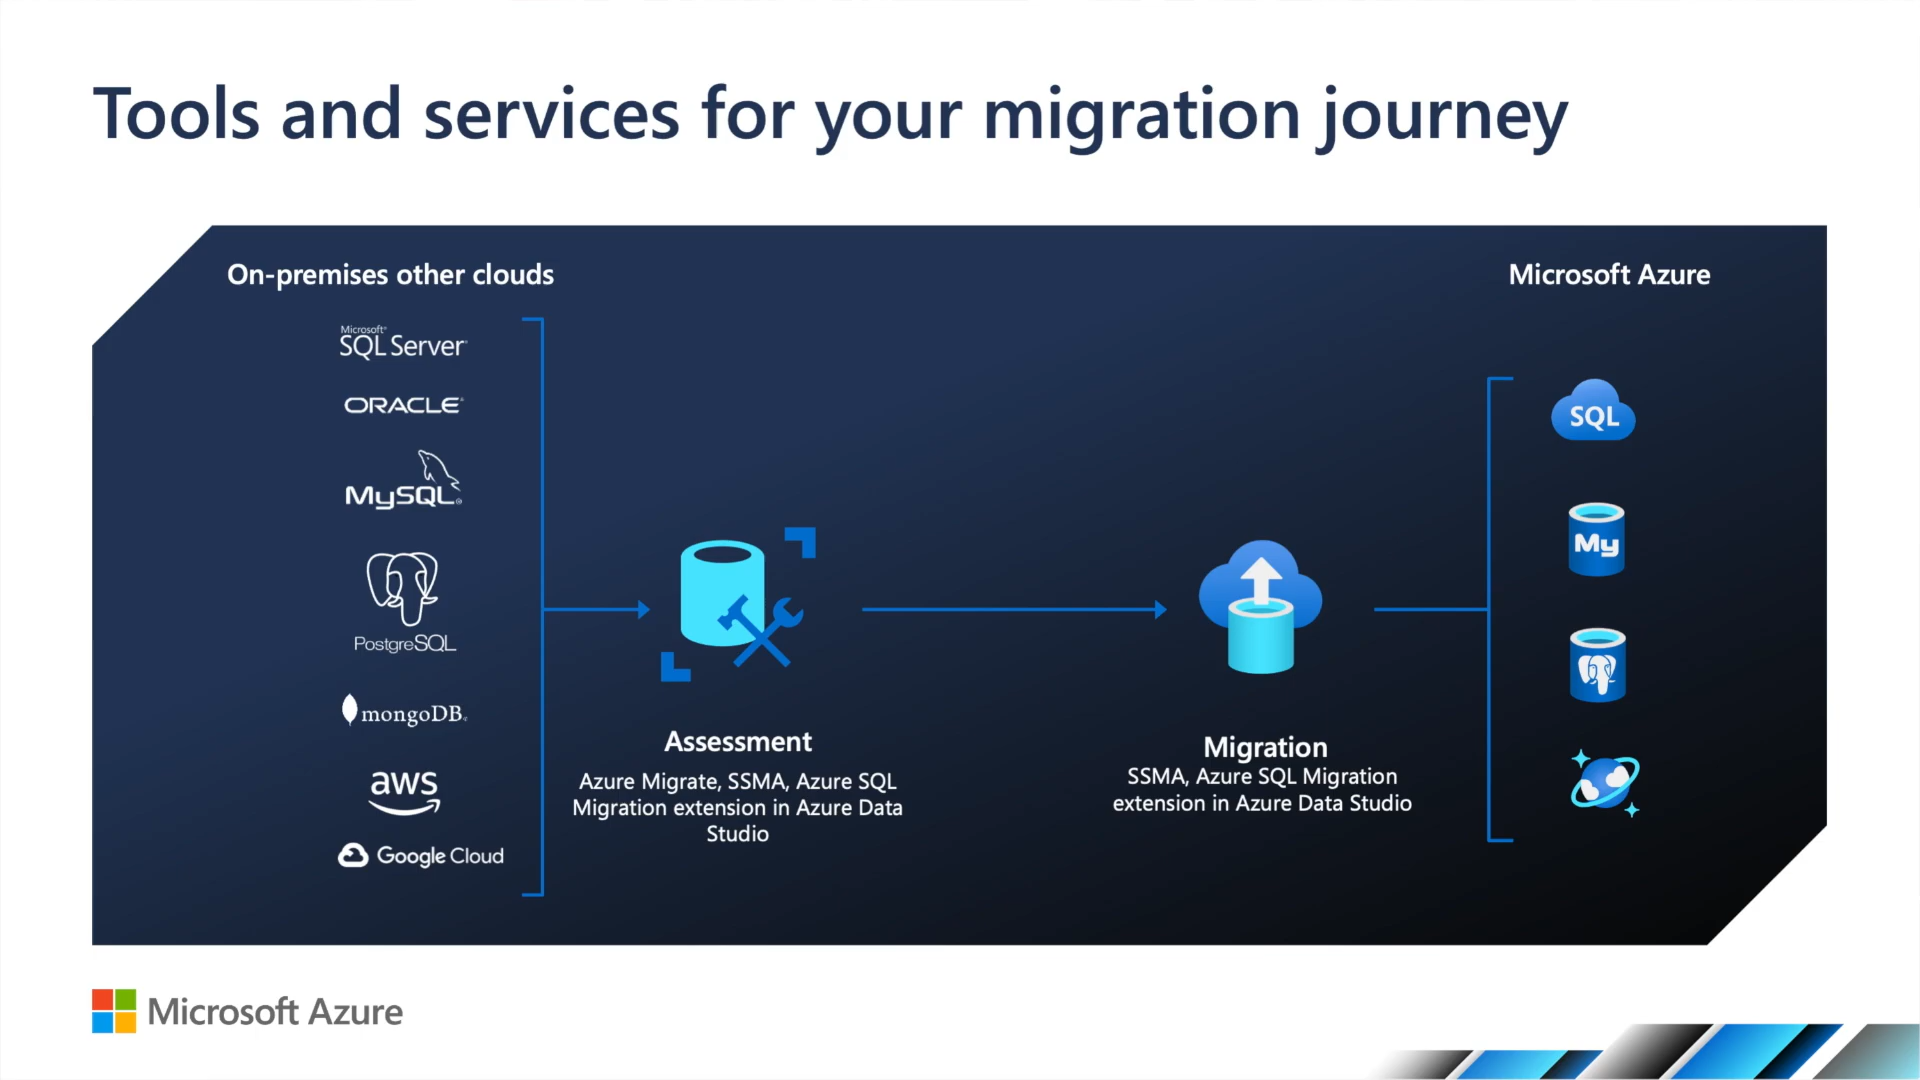 Tools and services for your migration journey
On-premises other clouds
Microsoft Azure
Microsoft
SQL Server
ORACLE
MySQL
PostgreSQL
mongoDB
aws
Google Cloud
Assessment
Azure Migrate, SSMA, Azure SQL
Migration extension in Azure Data
Studio
Migration
SSMA, Azure SQL Migration
extension in Azure Data Studio
SQL
My
Microsoft Azure